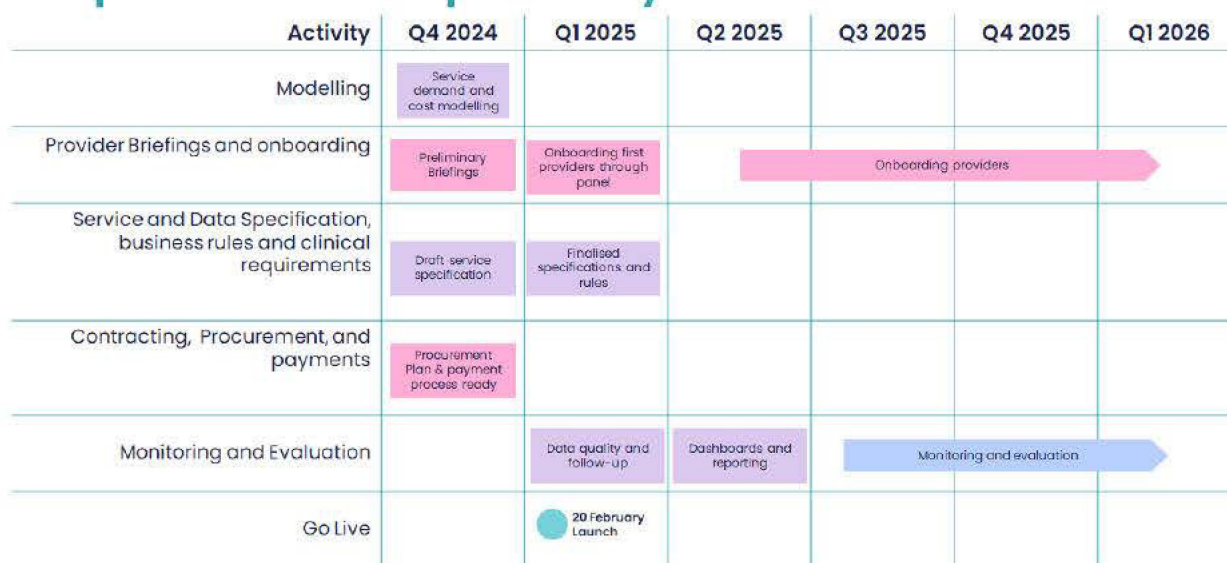 Activity Q4 2024 Q1 2025 Q2 2025 Q3 2025 Q4 2025 Q1 2026
Modelling
Service
demand and
cost modelling
Provider Briefings and onboarding
Preliminary
Briefings
Onboarding first
providers through
panel
Onboarding providers
Service and Data Specification,
business rules and clinical
requirements
Draft service
specification
Finalised
specifications and
rules
Contracting, Procurement, and
payments
Procurement
Plan & payment
process ready
Monitoring and Evaluation
Data quality and
follow-up
Dashboards and
reporting
Monitoring and evaluation
Go Live
20 February
Launch